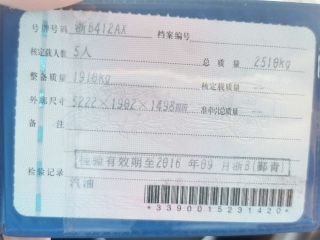 号牌号码 浙B412AX 档案编号
核定载人数 5人 总质量 2510kg
整备质量 1910kg 核定载质量 --
外廓尺寸 5222×1902×1498mm 准牵引总质量 --
备注
检验有效期至2016年09月浙B(鄞青)
检验记录
汽油
*3390015231420*